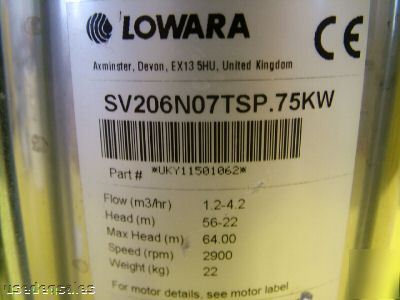 LOWARA CE
Axminster, Devon, EX13 5HU, United Kingdom
SV206N07TSP.75KW
Part # *UKY11501062*
Flow (m3/hr) 1.2-4.2
Head (m) 56-22
Max Head (m) 64.00
Speed (rpm) 2900
Weight (kg) 22
For motor details, see motor label
usedensales